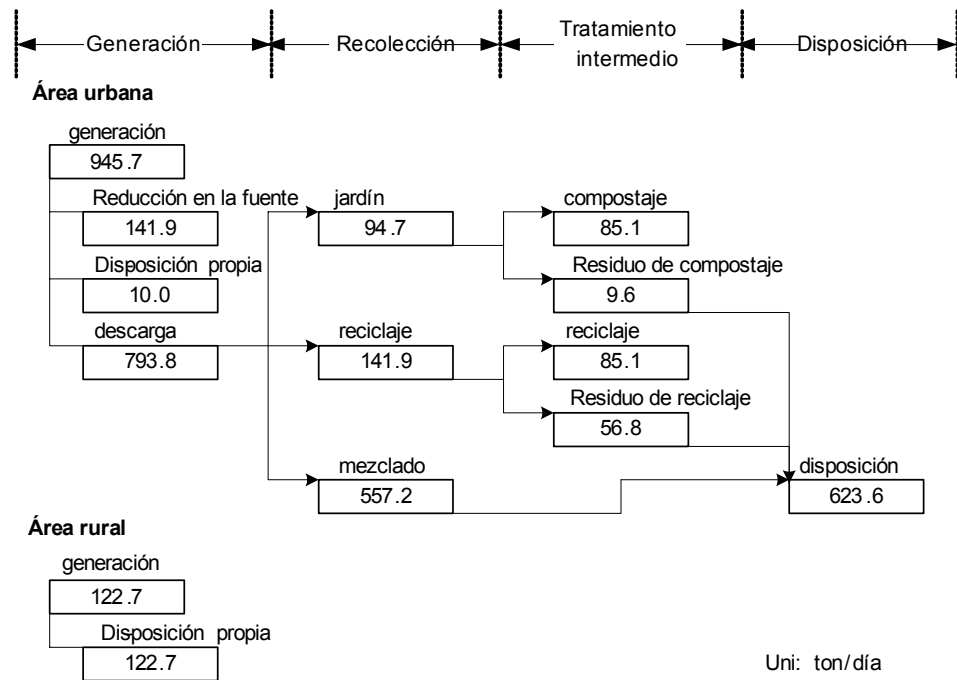 Generación
Recolección
Tratamiento
intermedio
Disposición
Área urbana
generación
945.7
Reducción en la fuente
141.9
Disposición propia
10.0
descarga
793.8
jardín
94.7
reciclaje
141.9
mezclado
557.2
compostaje
85.1
Residuo de compostaje
9.6
reciclaje
85.1
Residuo de reciclaje
56.8
disposición
623.6
Área rural
generación
122.7
Disposición propia
122.7
Uni: ton/día